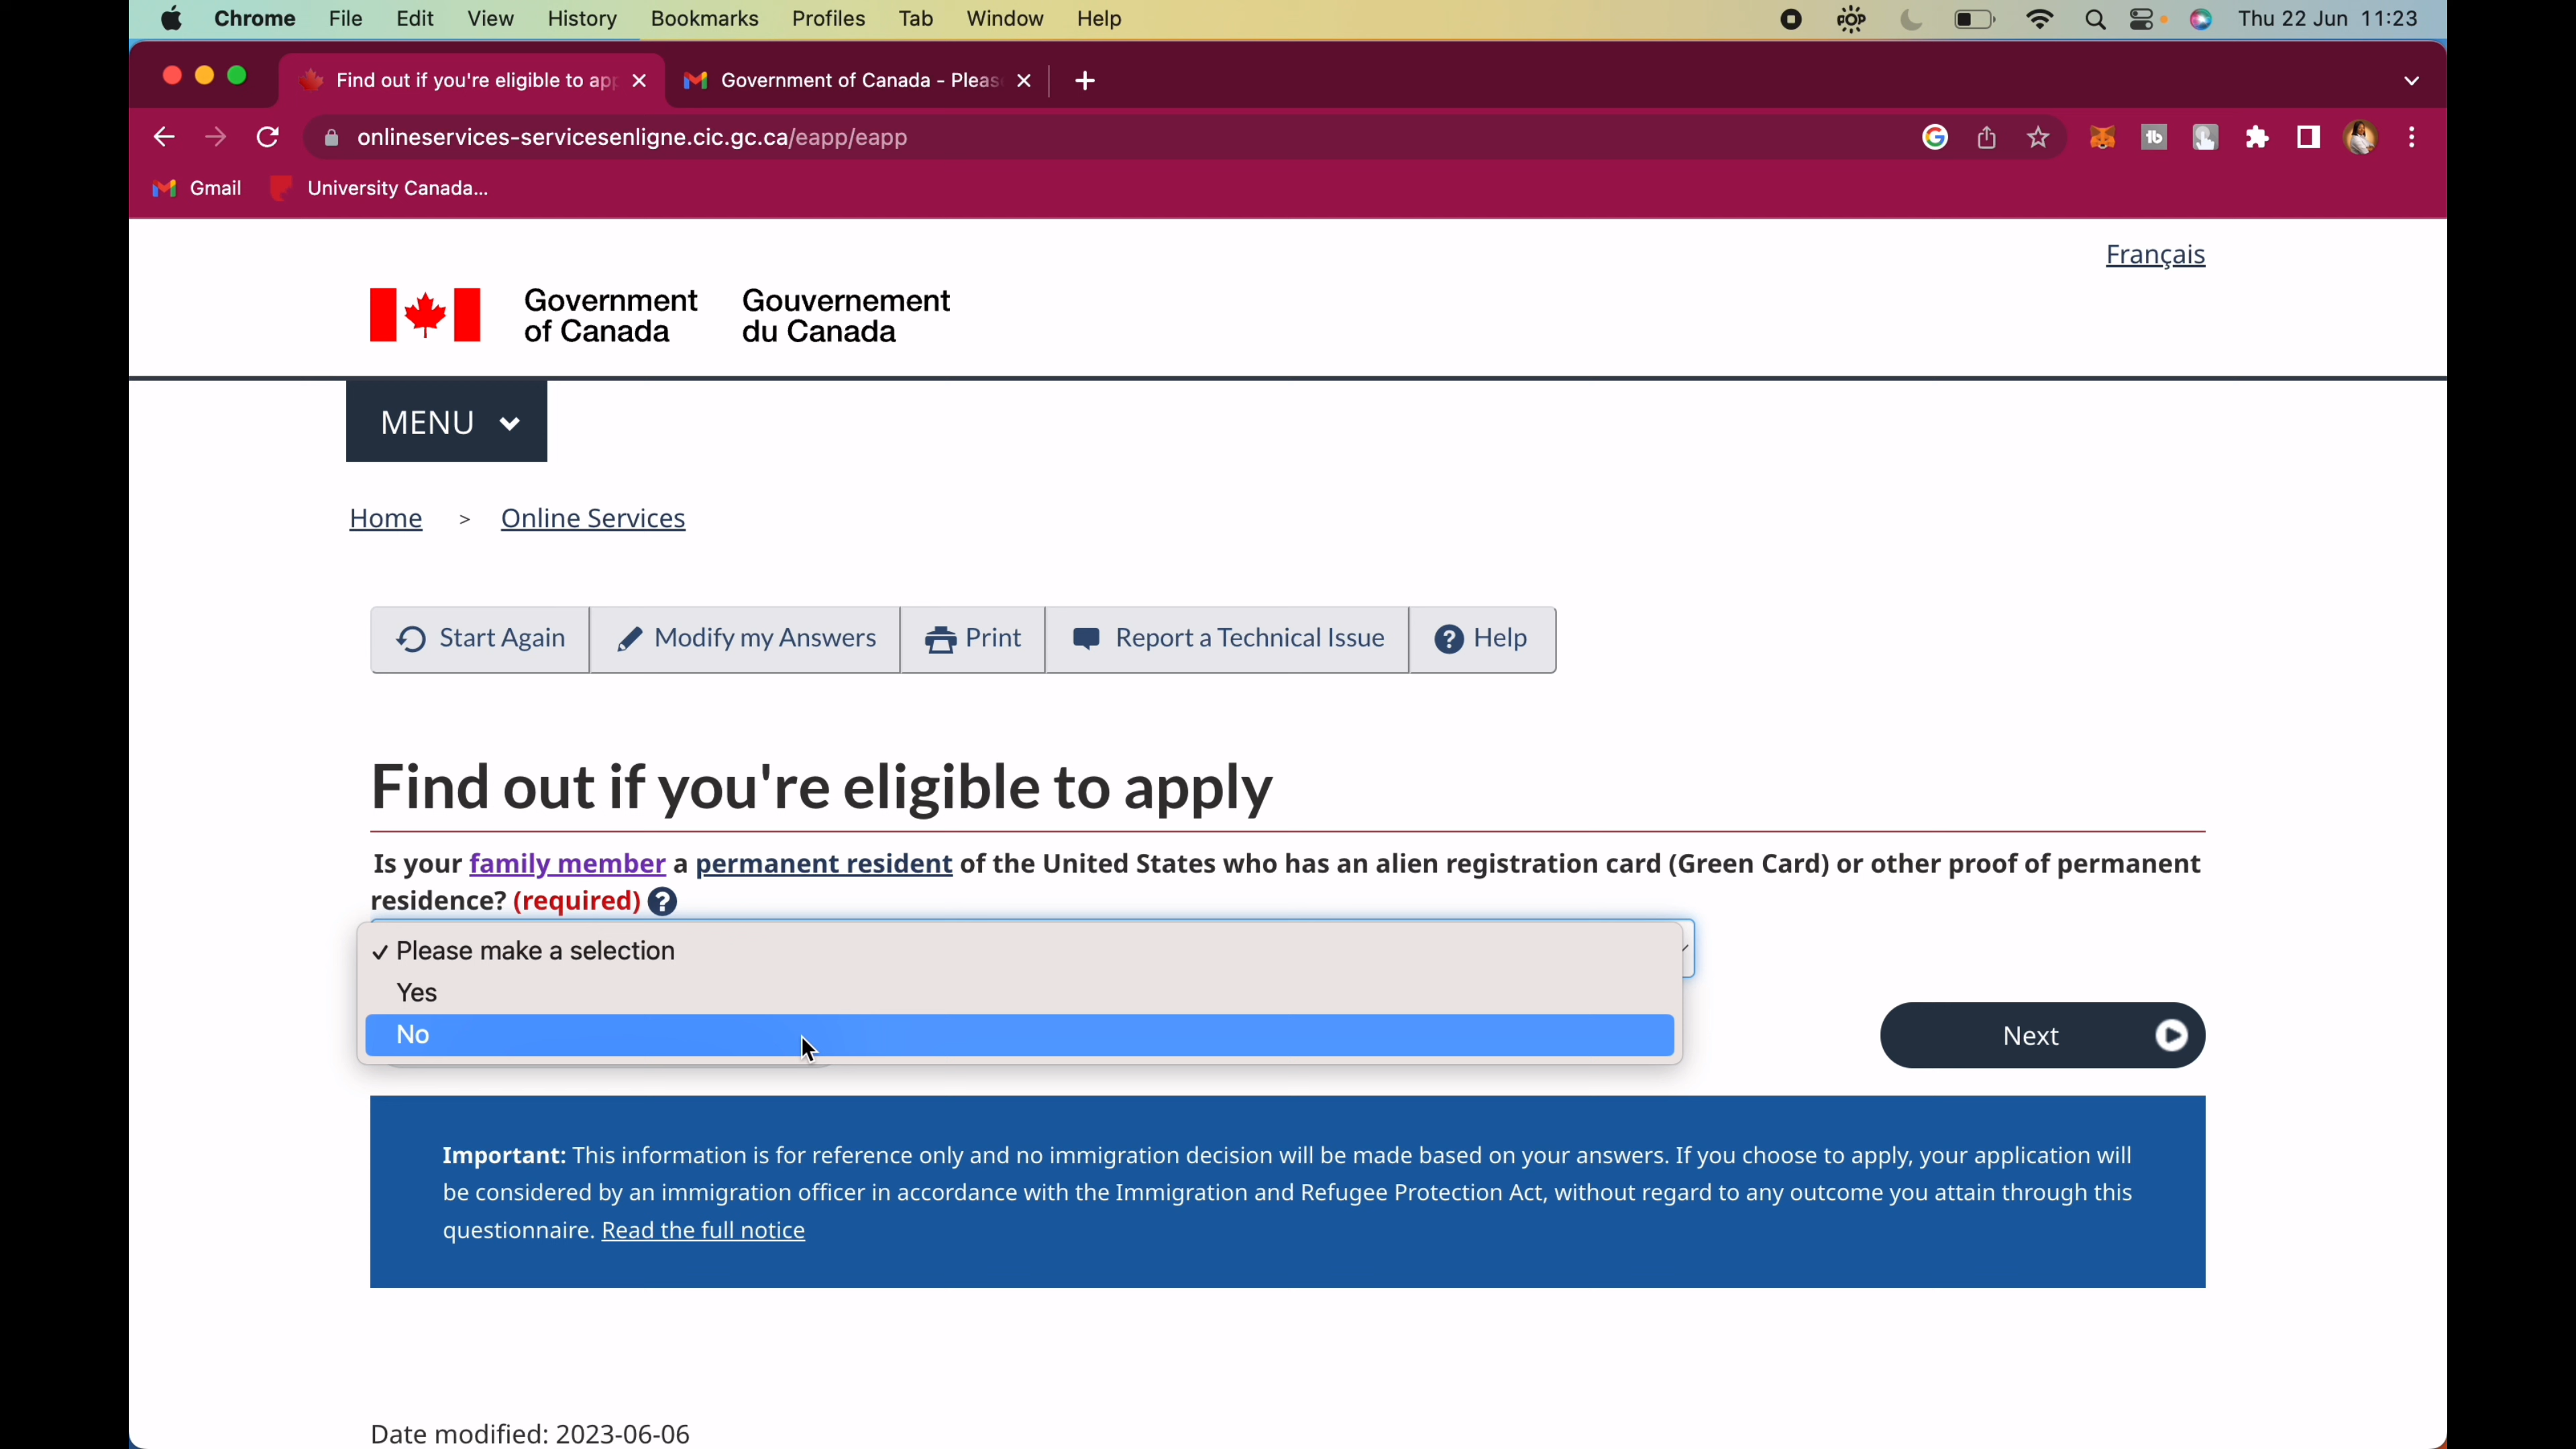 Chrome File Edit View History Bookmarks Profiles Tab Window Help POP Thu 22 Jun 11:23
Find out if you're eligible to ap Government of Canada - Pleas
onlineservices-servicesenligne.cic.gc.ca/eapp/eapp
Gmail University Canada...
Français
Government Gouvernement
of Canada du Canada
MENU
Home > Online Services
Start Again Modify my Answers Print Report a Technical Issue ? Help
Find out if you're eligible to apply
Is your family member a permanent resident of the United States who has an alien registration card (Green Card) or other proof of permanent
residence? (required) ?
✓ Please make a selection
Yes
No
Next
Important: This information is for reference only and no immigration decision will be made based on your answers. If you choose to apply, your application will
be considered by an immigration officer in accordance with the Immigration and Refugee Protection Act, without regard to any outcome you attain through this
questionnaire. Read the full notice
Date modified: 2023-06-06